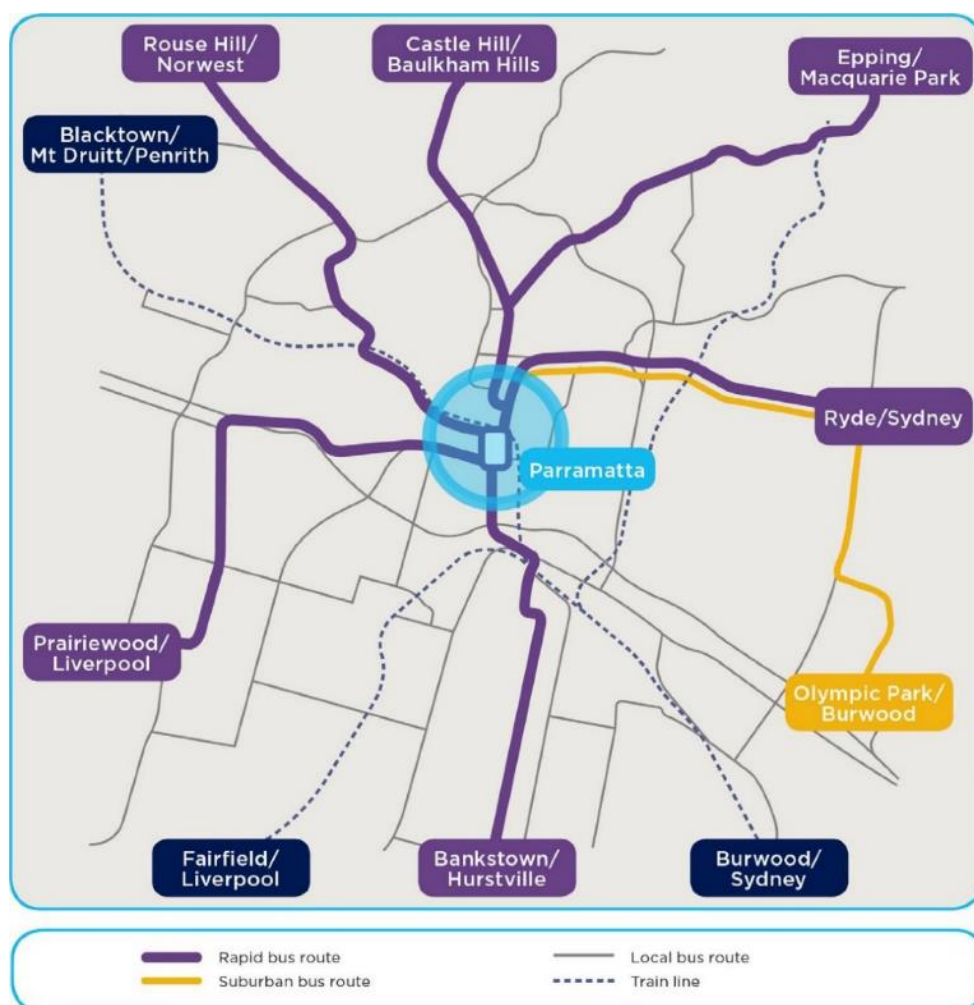 Rouse Hill/
Norwest
Castle Hill/
Baulkham Hills
Epping/
Macquarie Park
Blacktown/
Mt Druitt/Penrith
Ryde/Sydney
Parramatta
Prairiewood/
Liverpool
Olympic Park/
Burwood
Fairfield/
Liverpool
Bankstown/
Hurstville
Burwood/
Sydney
Rapid bus route
Local bus route
Suburban bus route
Train line